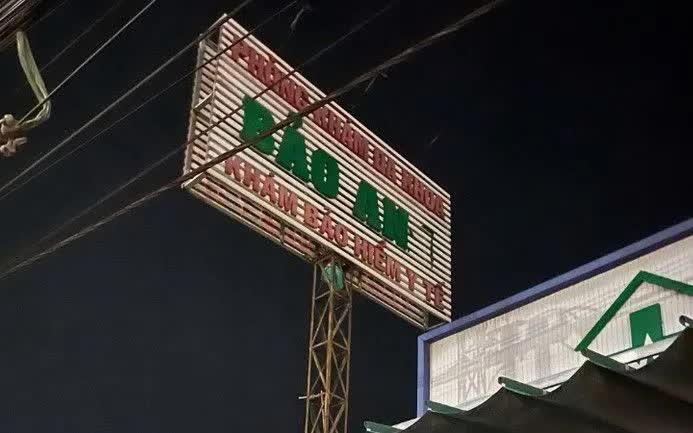 PHÒNG KHÁM ĐA KHOA
BẢO AN
KHÁM BẢO HIỂM Y TẾ